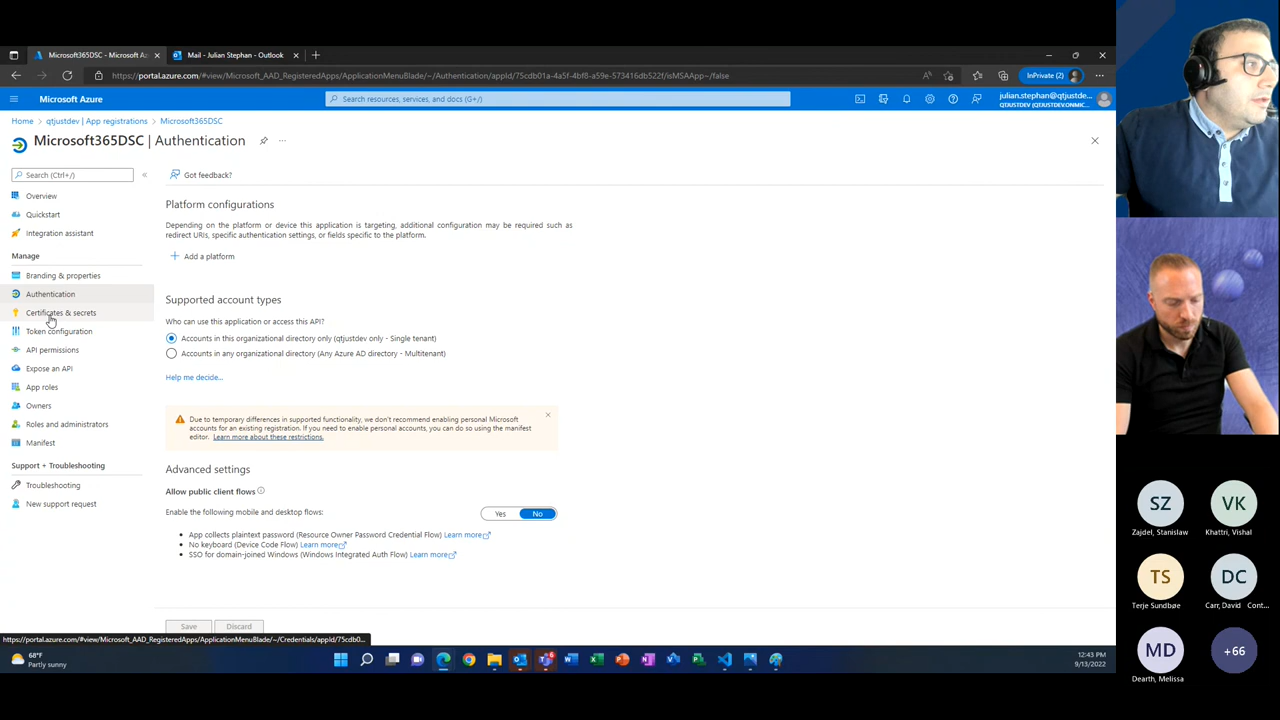 Microsoft365DSC - Microsoft Az
Mail - Julian Stephan - Outlook
https://portal.azure.com/#view/Microsoft_AAD_RegisteredApps/ApplicationMenuBlade/~/Authentication/appId/75cdb01a-4a5f-4bf8-a59e-573416db522f/isMSAApp~/false
InPrivate (2)
Microsoft Azure
Search resources, services, and docs (G+/)
julian.stephan@qtjustde...
QTJUSTDEV (QTJUSTDEV.ONMIC...
Home > qtjustdev | App registrations > Microsoft365DSC >
Microsoft365DSC | Authentication
Search (Ctrl+/)
Got feedback?
Overview
Quickstart
Integration assistant
Manage
Branding & properties
Authentication
Certificates & secrets
Token configuration
API permissions
Expose an API
App roles
Owners
Roles and administrators
Manifest
Support + Troubleshooting
Troubleshooting
New support request
Platform configurations
Depending on the platform or device this application is targeting, additional configuration may be required such as
redirect URIs, specific authentication settings, or fields specific to the platform.
Add a platform
Supported account types
Who can use this application or access this API?
Accounts in this organizational directory only (qtjustdev only - Single tenant)
Accounts in any organizational directory (Any Azure AD directory - Multitenant)
Help me decide...
Due to temporary differences in supported functionality, we don't recommend enabling personal Microsoft
accounts for an existing registration. If you need to enable personal accounts, you can do so using the manifest
editor. Learn more about these restrictions.
Advanced settings
Allow public client flows
Enable the following mobile and desktop flows:
Yes No
• App collects plaintext password (Resource Owner Password Credential Flow) Learn more
• No keyboard (Device Code Flow) Learn more
• SSO for domain-joined Windows (Windows Integrated Auth Flow) Learn more
Save Discard
https://portal.azure.com/#view/Microsoft_AAD_RegisteredApps/ApplicationMenuBlade/~/Credentials/appId/75cdb0...
68°F
Partly sunny
6
12:43 PM
9/13/2022
SZ
Zajdel, Stanislaw
VK
Khattri, Vishal
TS
Terje Sundbøe
DC
Carr, David Cont...
MD
Dearth, Melissa
+66